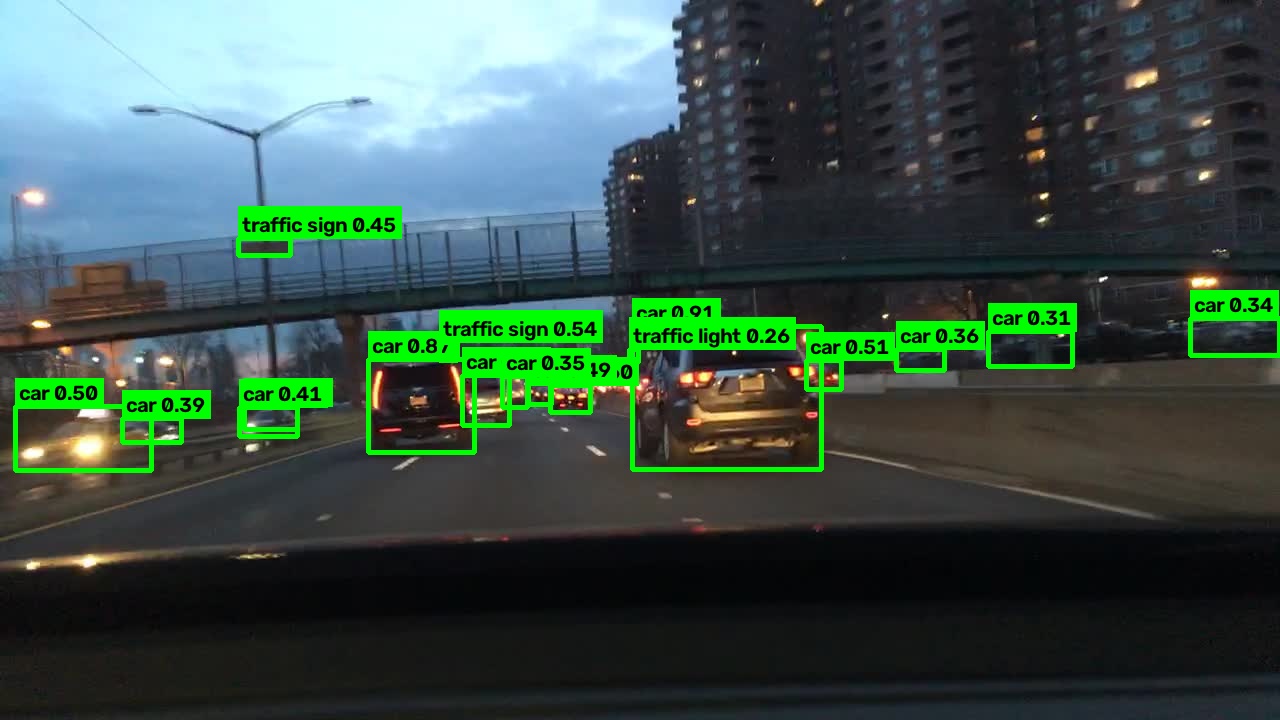 traffic sign 0.45
car 0.34
car 0.91
car 0.31
traffic sign 0.54
traffic light 0.26
car 0.36
car 0.87
car 0.51
car
car 0.35
car 0.50
car 0.41
car 0.39